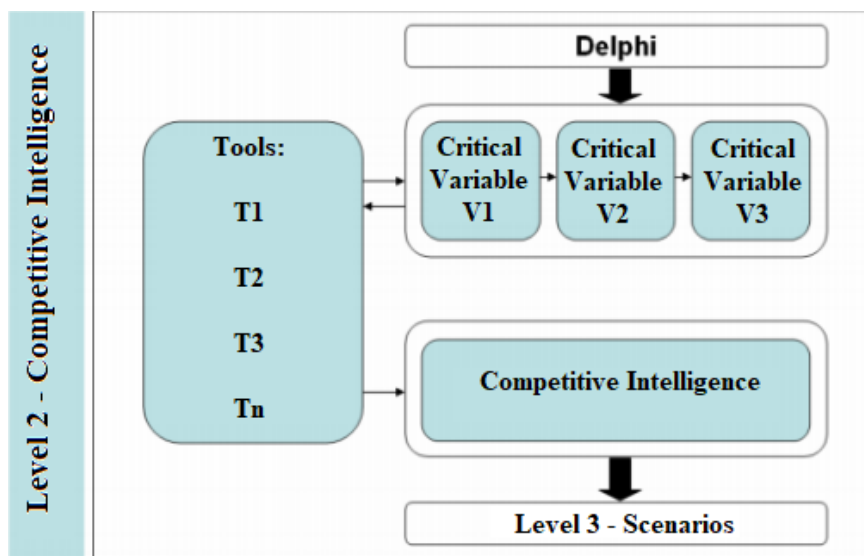 Level 2 - Competitive Intelligence
Delphi
Tools:
T1
T2
T3
Tn
Critical
Variable
V1
Critical
Variable
V2
Critical
Variable
V3
Competitive Intelligence
Level 3 - Scenarios